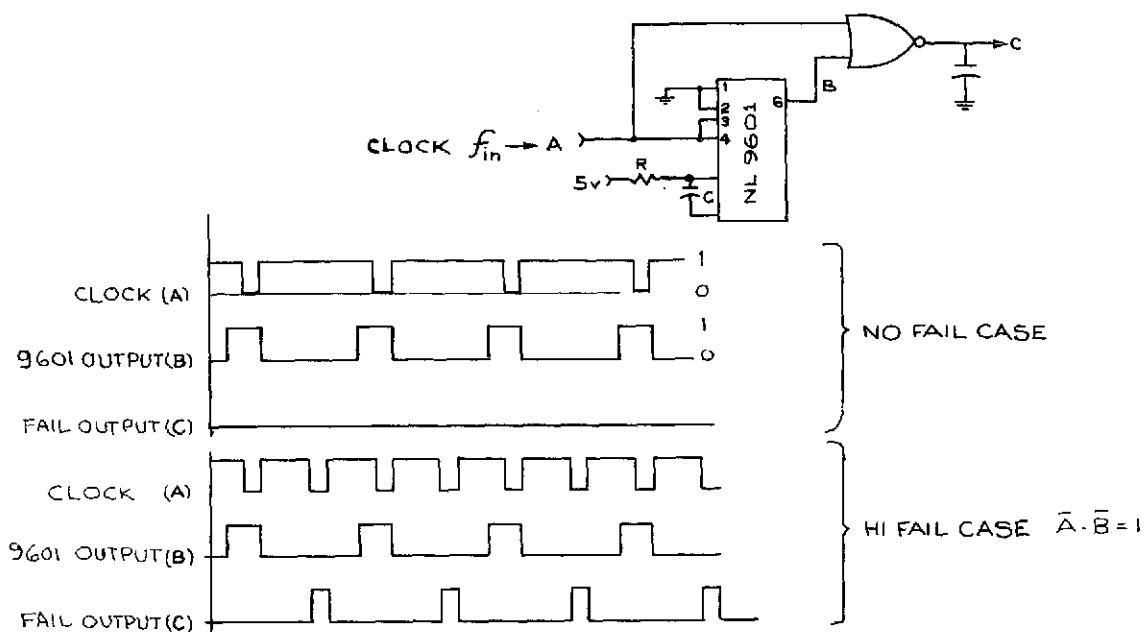 C
B
1
2
3
4
6
N̅L 9601
CLOCK fin → A
R
5v
C
CLOCK (A)
1
0
9601 OUTPUT (B)
1
0
NO FAIL CASE
FAIL OUTPUT (C)
CLOCK (A)
9601 OUTPUT (B)
HI FAIL CASE A̅·B̅=1
FAIL OUTPUT (C)